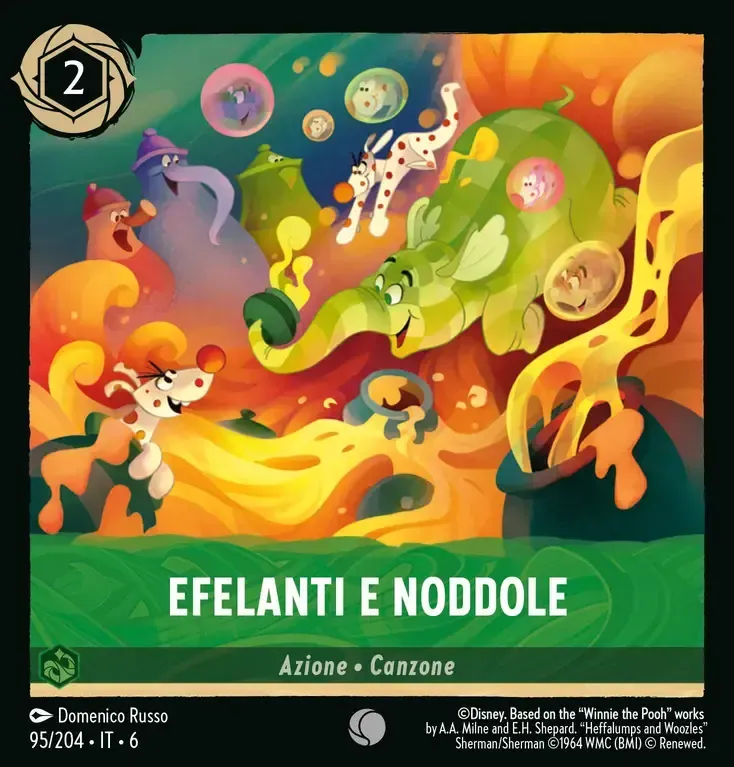 2
EFELANTI E NODDOLE
Azione • Canzone
Domenico Russo
95/204 • IT • 6
©Disney. Based on the “Winnie the Pooh” works
by A.A. Milne and E.H. Shepard. “Heffalumps and Woozles”
Sherman/Sherman ©1964 WMC (BMI) © Renewed.